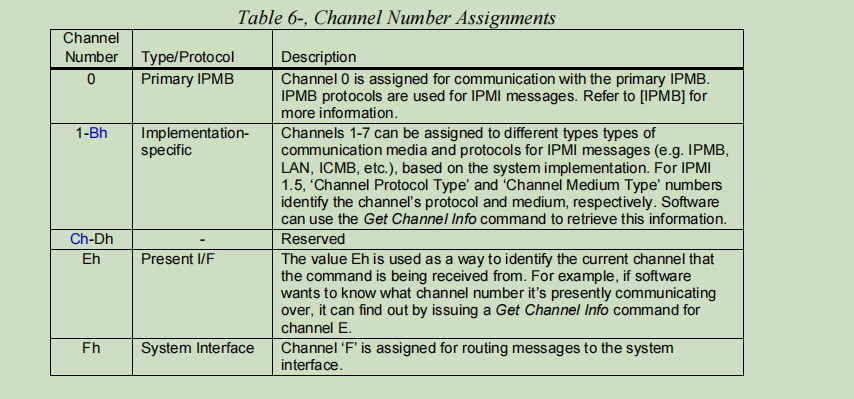 Table 6-, Channel Number Assignments
Channel
Number Type/Protocol Description
0 Primary IPMB Channel 0 is assigned for communication with the primary IPMB.
IPMB protocols are used for IPMI messages. Refer to [IPMB] for
more information.
1-Bh Implementation- Channels 1-7 can be assigned to different types types of
specific communication media and protocols for IPMI messages (e.g. IPMB,
LAN, ICMB, etc.), based on the system implementation. For IPMI
1.5, ‘Channel Protocol Type’ and ‘Channel Medium Type’ numbers
identify the channel’s protocol and medium, respectively. Software
can use the Get Channel Info command to retrieve this information.
Ch-Dh - Reserved
Eh Present I/F The value Eh is used as a way to identify the current channel that
the command is being received from. For example, if software
wants to know what channel number it’s presently communicating
over, it can find out by issuing a Get Channel Info command for
channel E.
Fh System Interface Channel ‘F’ is assigned for routing messages to the system
interface.